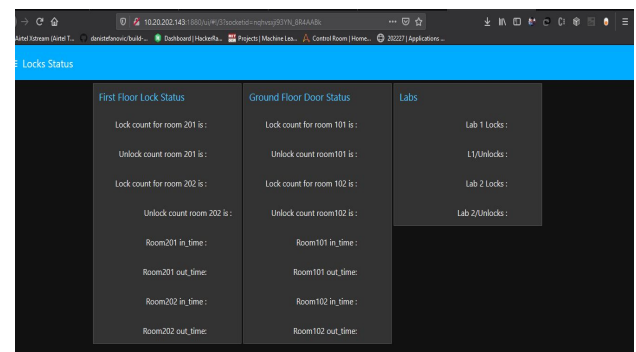 10.20.202.143:1880/ui/#!/3?socketid=
Airtel Xstream (Airtel T...
danistefanovic/build-...
Dashboard | HackerRa...
Projects | Machine Lea...
Control Room | Home...
202227 | Applications ...
Locks Status
First Floor Lock Status
Lock count for room 201 is :
Unlock count room 201 is :
Lock count for room 202 is :
Unlock count room 202 is :
Room201 in_time :
Room201 out_time:
Room202 in_time :
Room202 out_time:
Ground Floor Door Status
Lock count for room 101 is :
Unlock count room101 is :
Lock count for room 102 is :
Unlock count room102 is :
Room101 in_time :
Room101 out_time:
Room102 in_time :
Room102 out_time:
Labs
Lab 1 Locks :
L1/Unlocks :
Lab 2 Locks :
Lab 2/Unlocks :